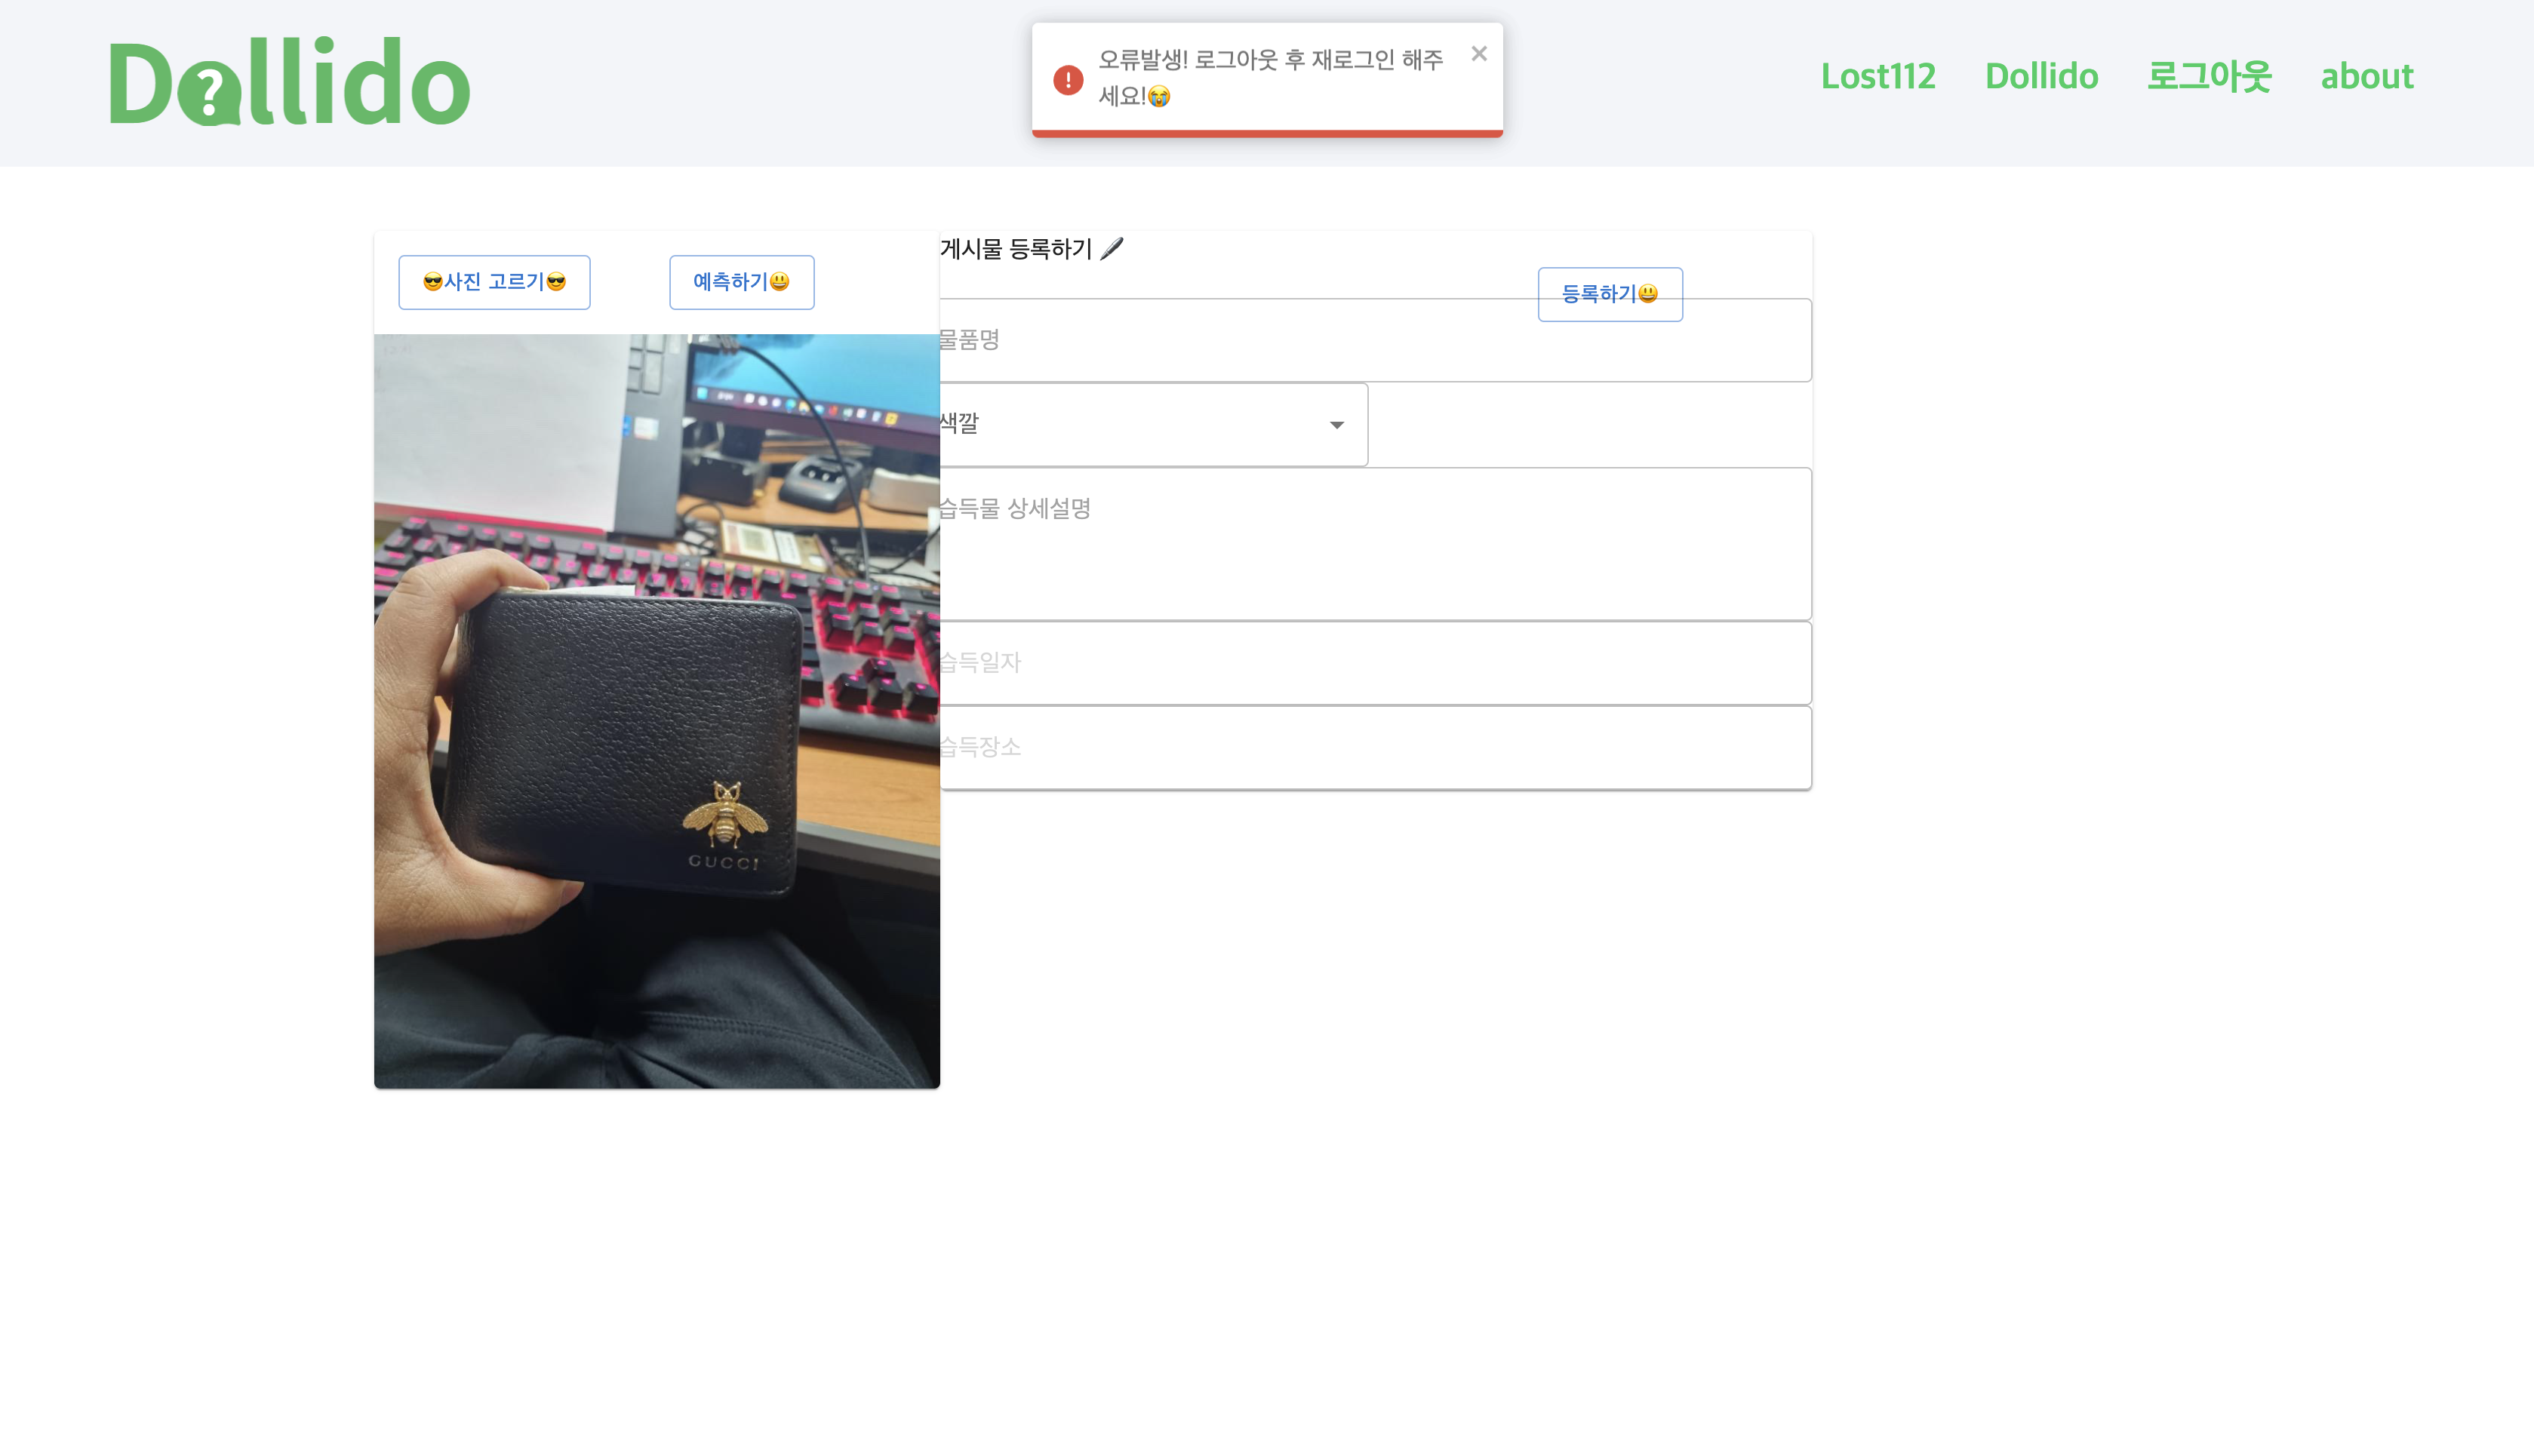 Dollido
오류발생! 로그아웃 후 재로그인 해주
세요!😭
Lost112 Dollido 로그아웃 about
😎사진 고르기😎 예측하기😃
게시물 등록하기 🖋
등록하기😃
물품명
색깔
습득물 상세설명
습득일자
습득장소
GUCCI